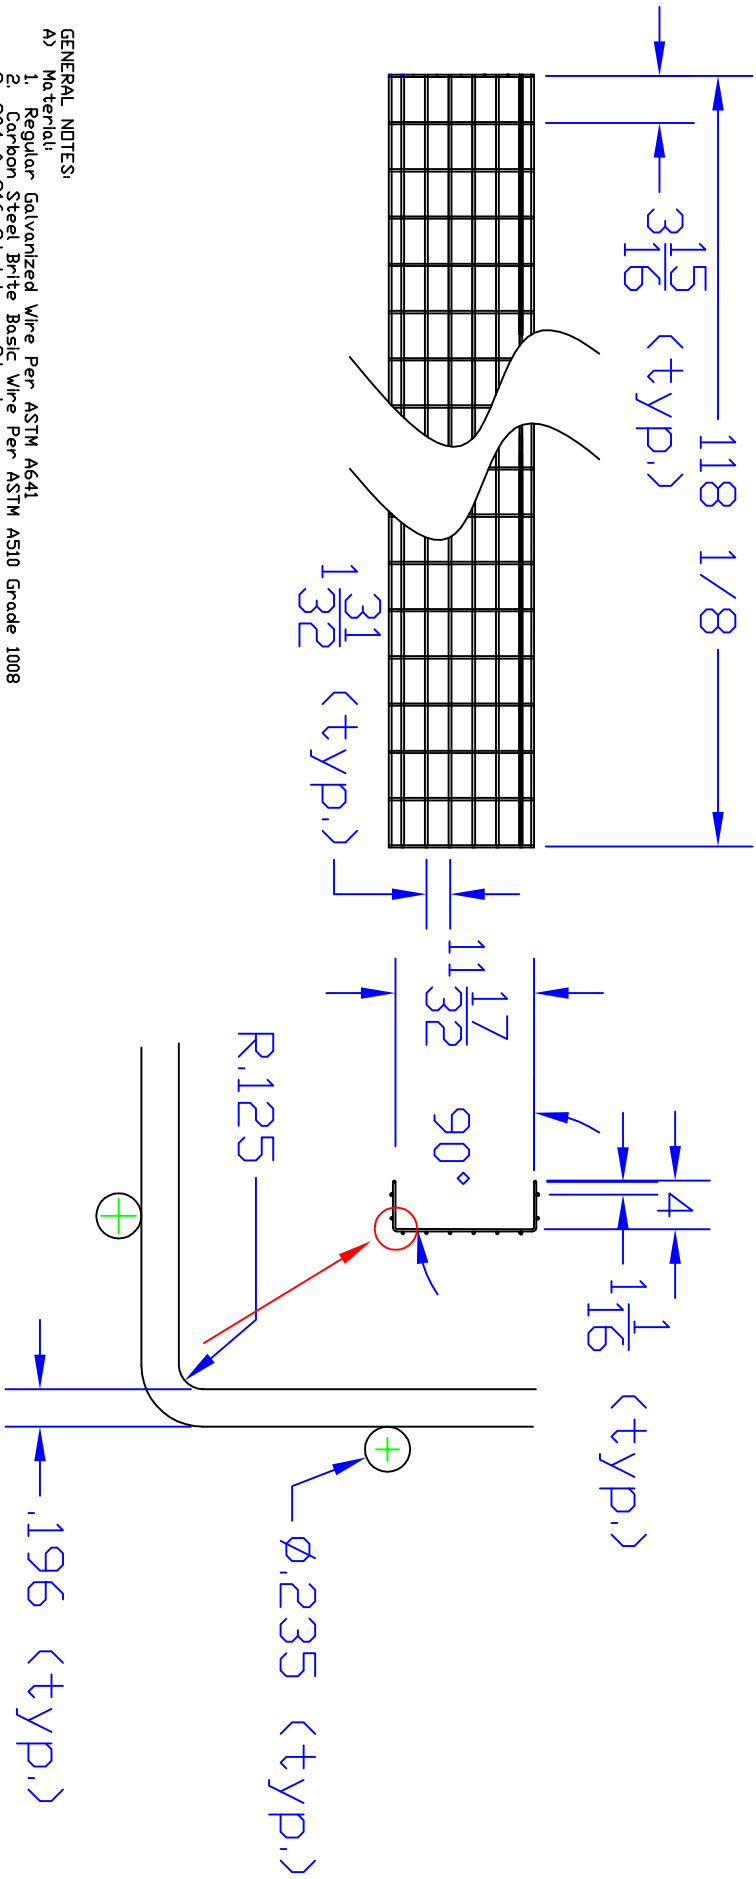 118 1/8
3 15/16 (typ.)
1 31/32 (typ.)
11 17/32
90°
4
1 1/16 (typ.)
R.125
Ø.235 (typ.)
.196 (typ.)
GENERAL NOTES:
A) Material:
1. Regular Galvanized Wire Per ASTM A641
2. Carbon Steel Brite Basic Wire Per ASTM A510 Grade 1008